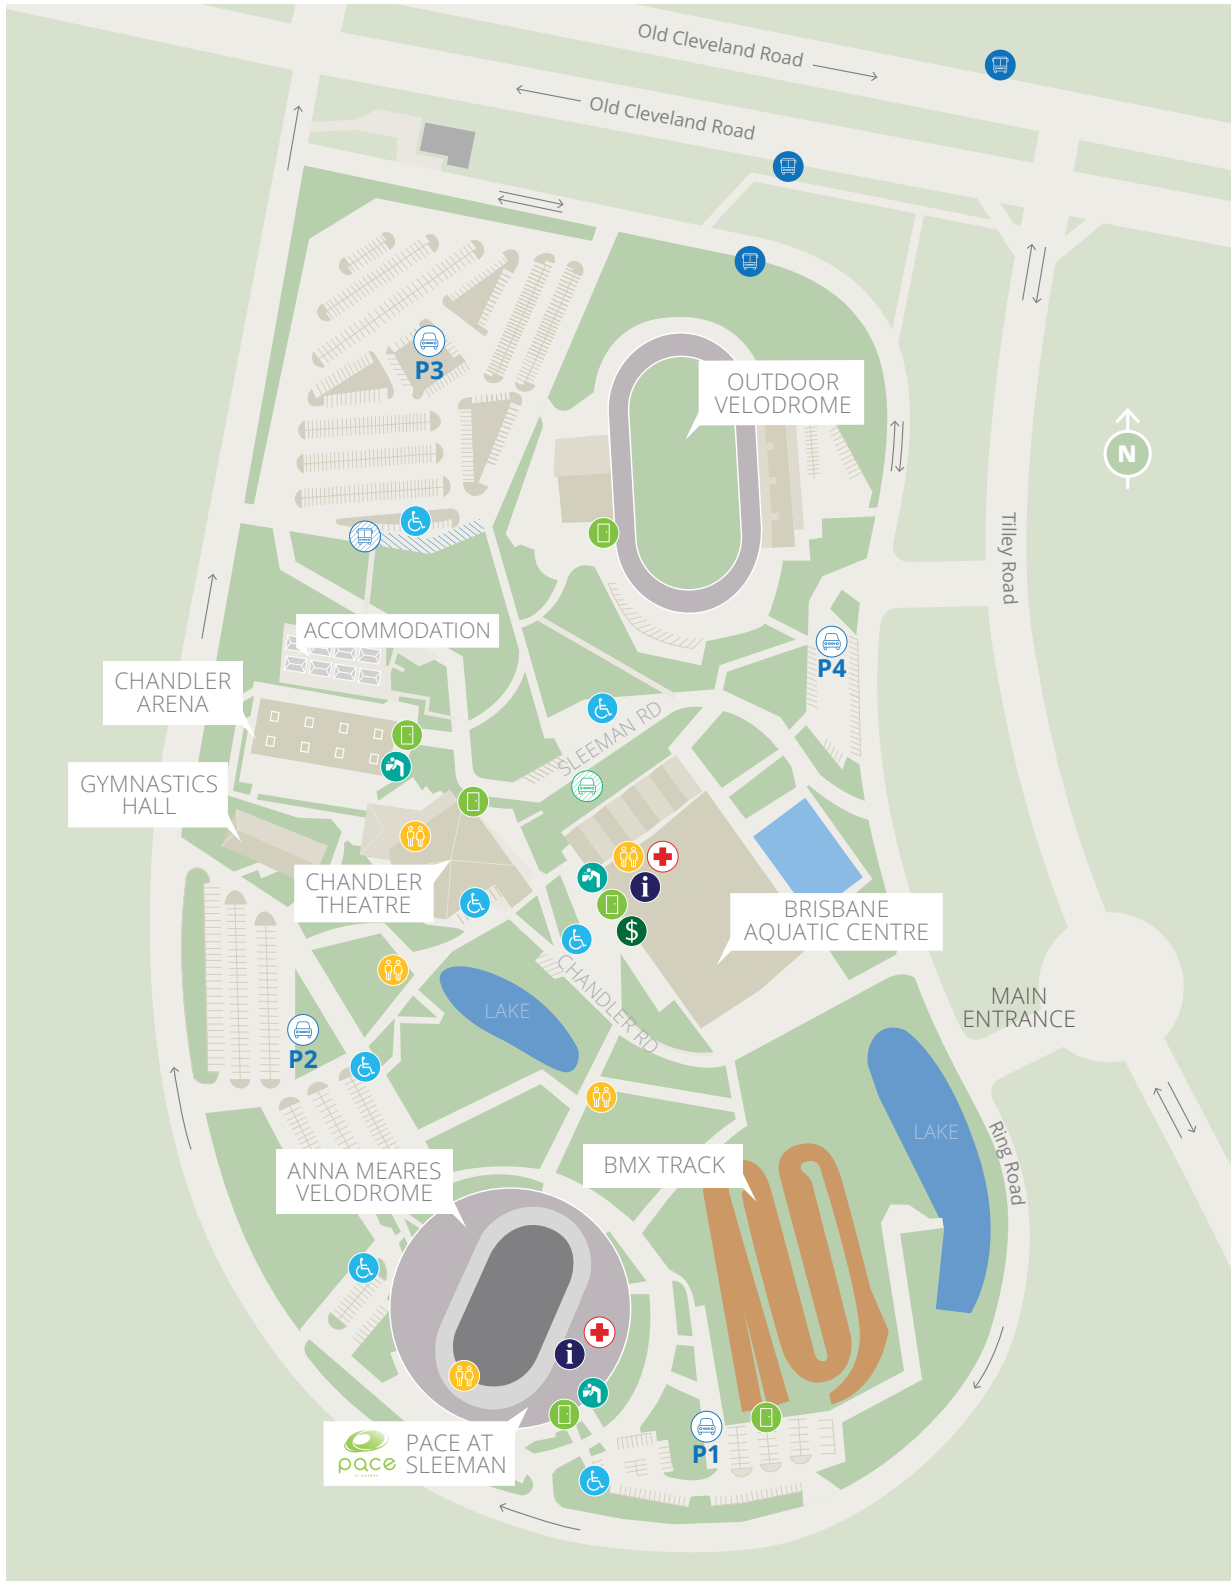 Old Cleveland Road
Old Cleveland Road
P3
OUTDOOR
VELODROME
N
Tilley Road
ACCOMMODATION
P4
CHANDLER
ARENA
SLEEMAN RD
GYMNASTICS
HALL
CHANDLER
THEATRE
i
$
BRISBANE
AQUATIC CENTRE
CHANDLER RD
LAKE
MAIN
ENTRANCE
P2
LAKE
Ring Road
BMX TRACK
ANNA MEARES
VELODROME
i
P1
pace
PACE AT
SLEEMAN